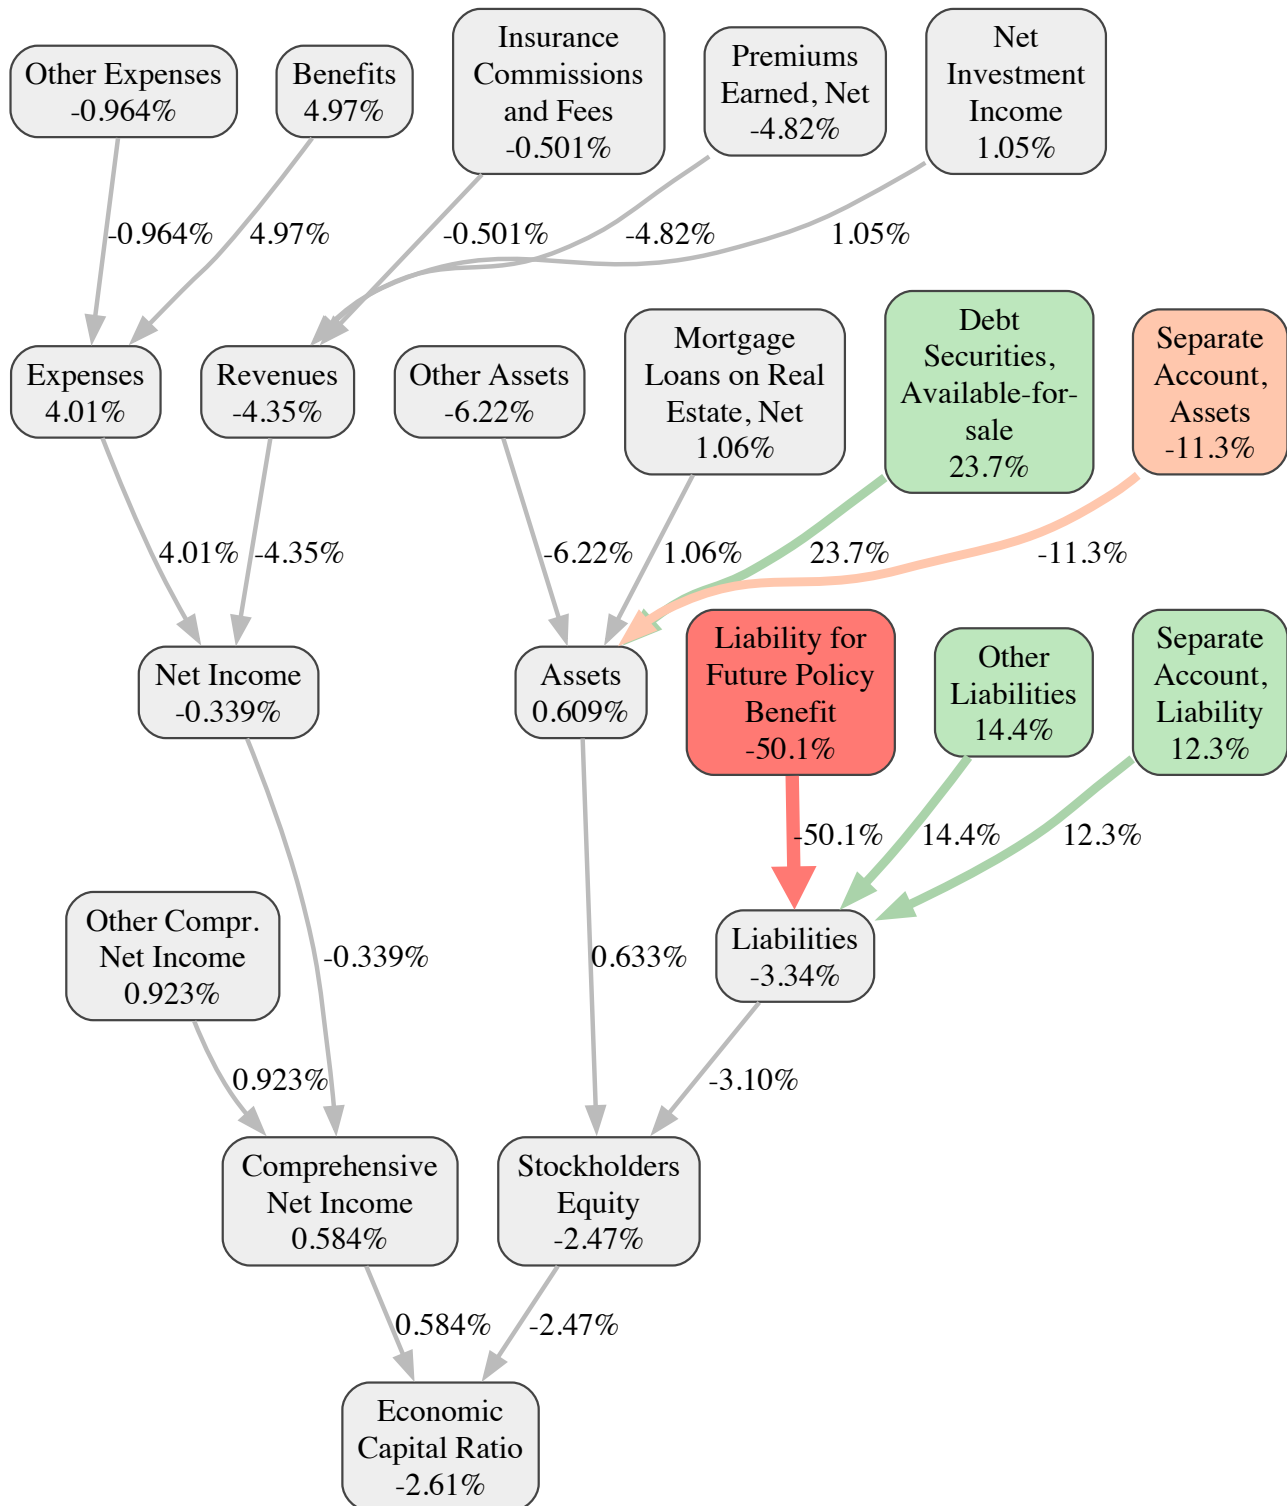 Other Expenses
-0.964%
Benefits
4.97%
Insurance
Commissions
and Fees
-0.501%
Premiums
Earned, Net
-4.82%
Net
Investment
Income
1.05%
-0.964%
4.97%
-0.501%
-4.82%
1.05%
Expenses
4.01%
Revenues
-4.35%
Other Assets
-6.22%
Mortgage
Loans on Real
Estate, Net
1.06%
Debt
Securities,
Available-for-
sale
23.7%
Separate
Account,
Assets
-11.3%
4.01%
-4.35%
-6.22%
1.06%
23.7%
-11.3%
Net Income
-0.339%
Assets
0.609%
Liability for
Future Policy
Benefit
-50.1%
Other
Liabilities
14.4%
Separate
Account,
Liability
12.3%
-50.1%
14.4%
12.3%
Other Compr.
Net Income
0.923%
-0.339%
0.633%
Liabilities
-3.34%
0.923%
-3.10%
Comprehensive
Net Income
0.584%
Stockholders
Equity
-2.47%
0.584%
-2.47%
Economic
Capital Ratio
-2.61%